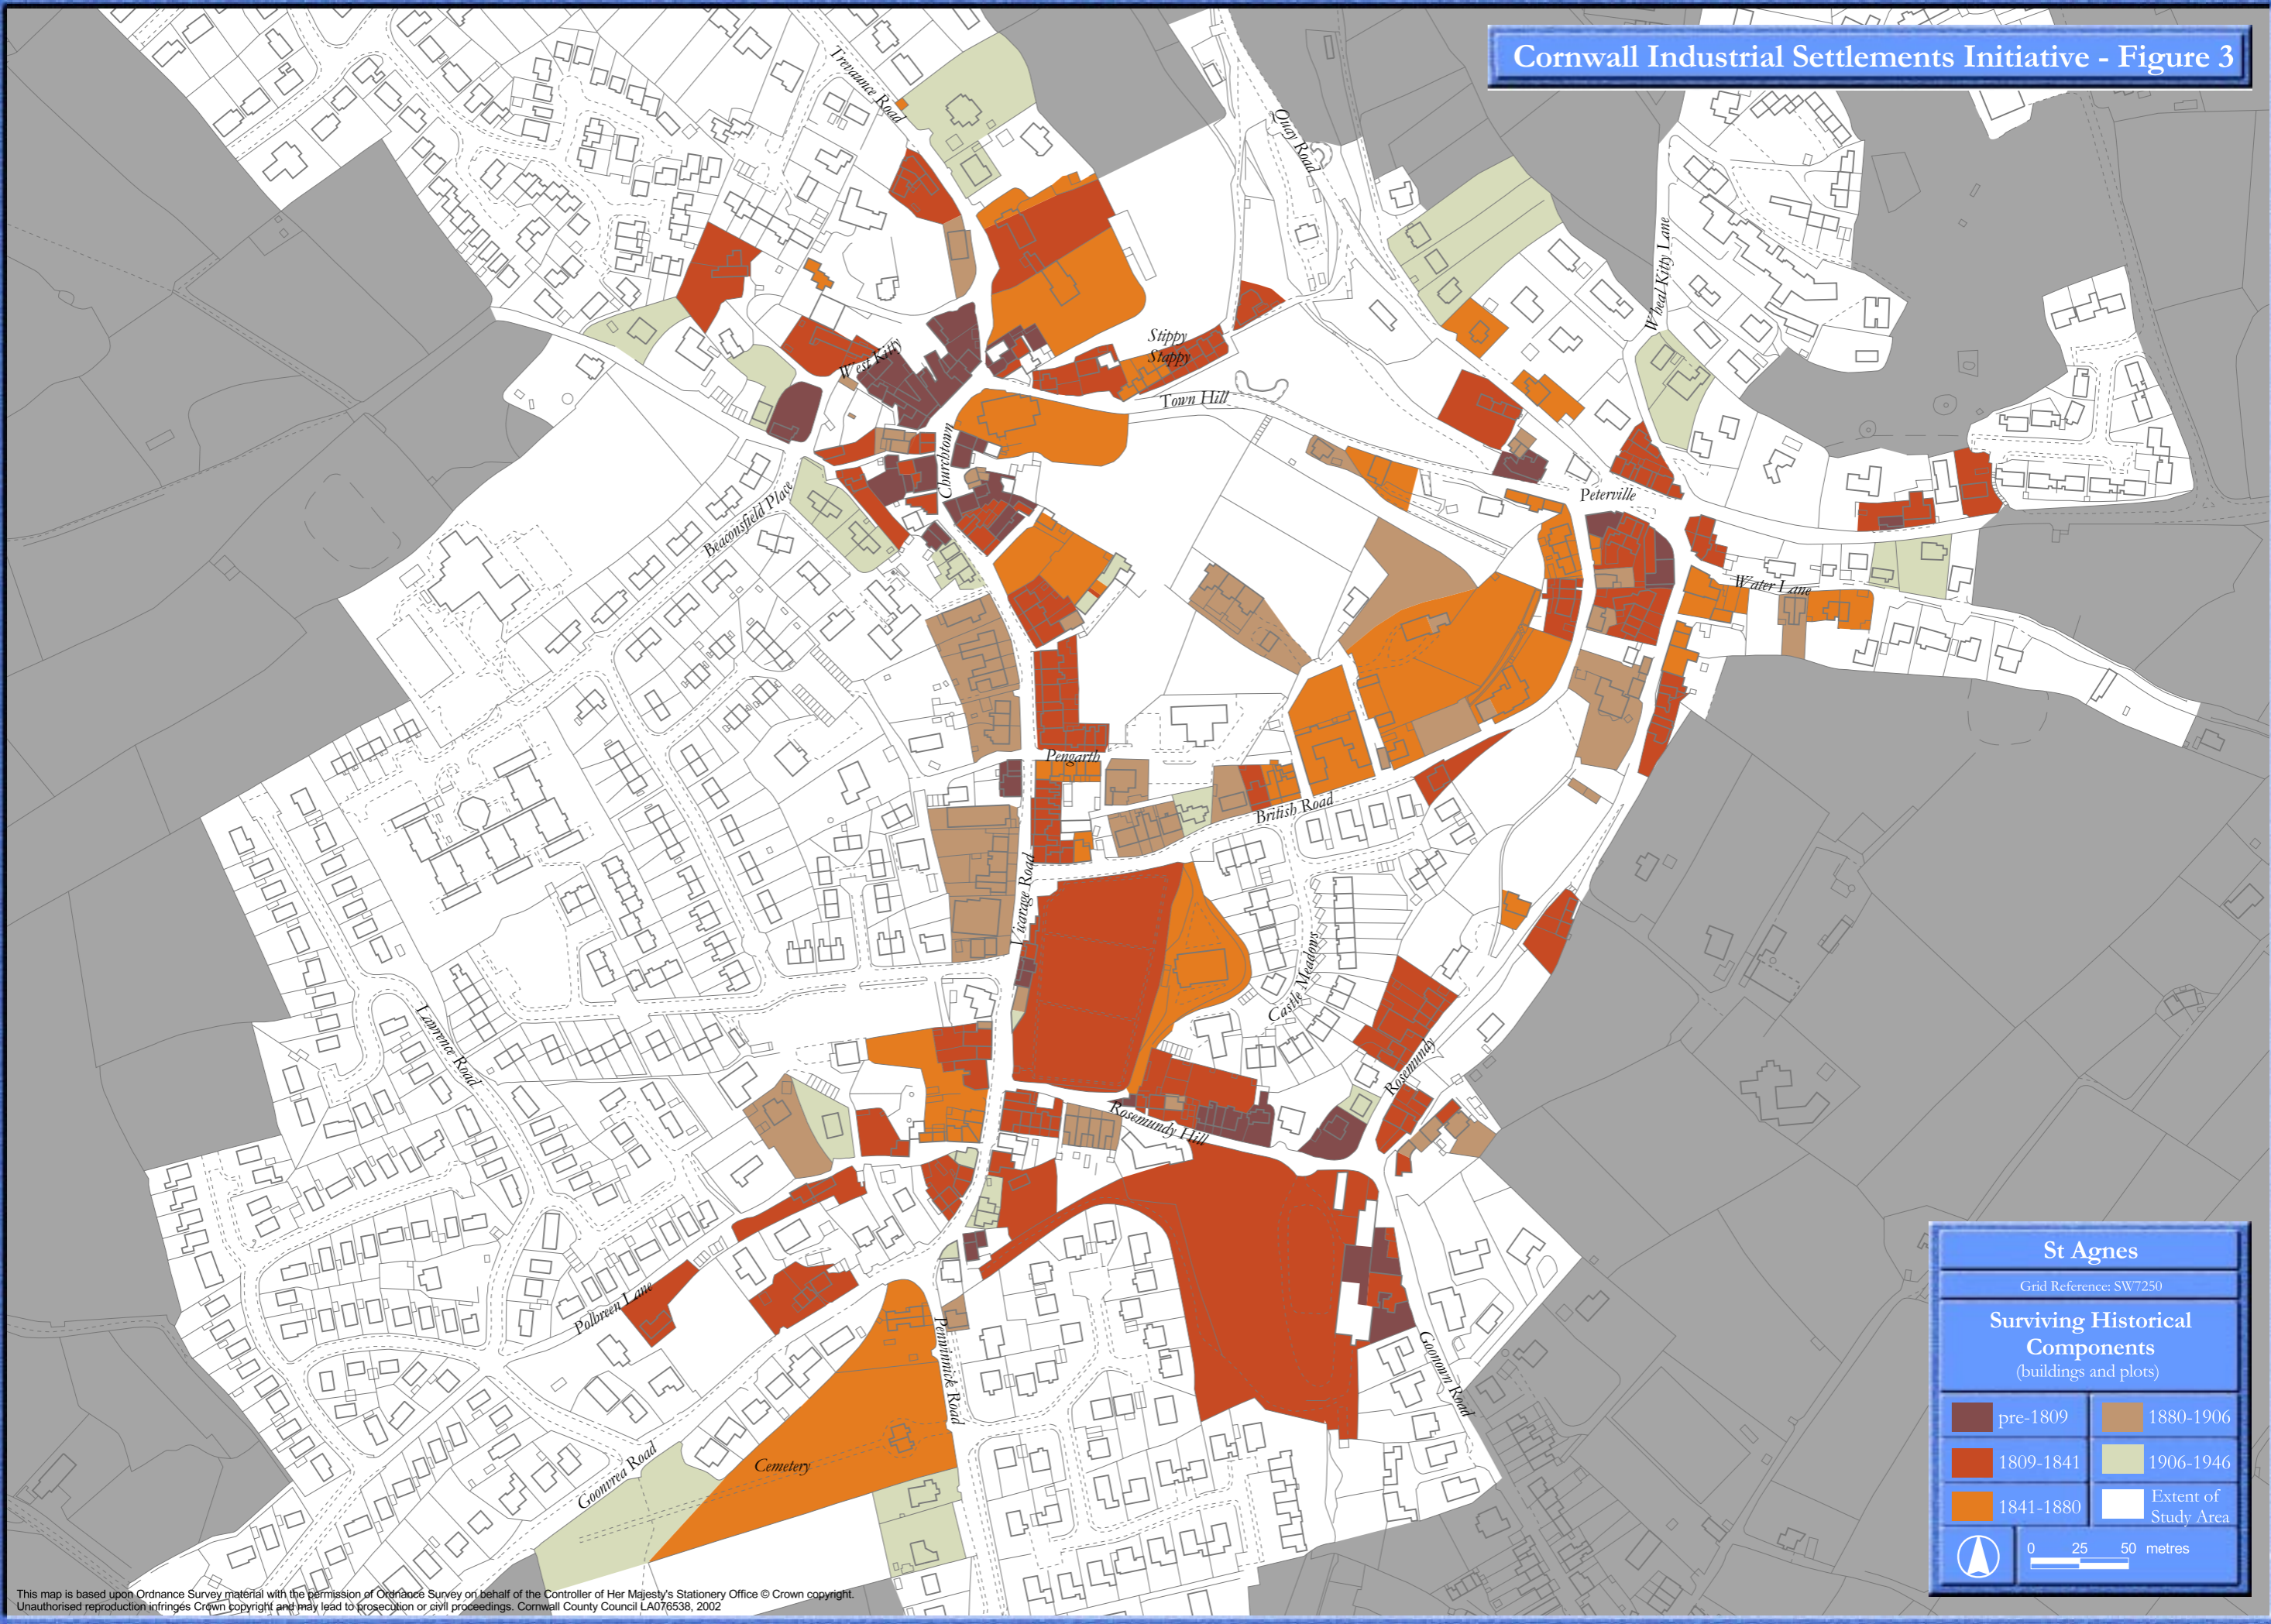 Cornwall Industrial Settlements Initiative - Figure 3
Trevaunce Road
Quay Road
Wheal Kitty Lane
Stippy
Stappy
West Kitty
Town Hill
Churchtown
Peterville
Beaconsfield Place
Water Lane
Pengarth
British Road
Vicarage Road
Castle Meadows
Lawrence Road
Rosemundy
Rosemundy Hill
Polbreen Lane
Penwinnick Road
Goonown Road
Goonvrea Road
Cemetery
St Agnes
Grid Reference: SW7250
Surviving Historical
Components
(buildings and plots)
pre-1809
1880-1906
1809-1841
1906-1946
1841-1880
Extent of
Study Area
0 25 50 metres
This map is based upon Ordnance Survey material with the permission of Ordnance Survey on behalf of the Controller of Her Majesty's Stationery Office © Crown copyright.
Unauthorised reproduction infringes Crown copyright and may lead to prosecution or civil proceedings. Cornwall County Council LA076538, 2002